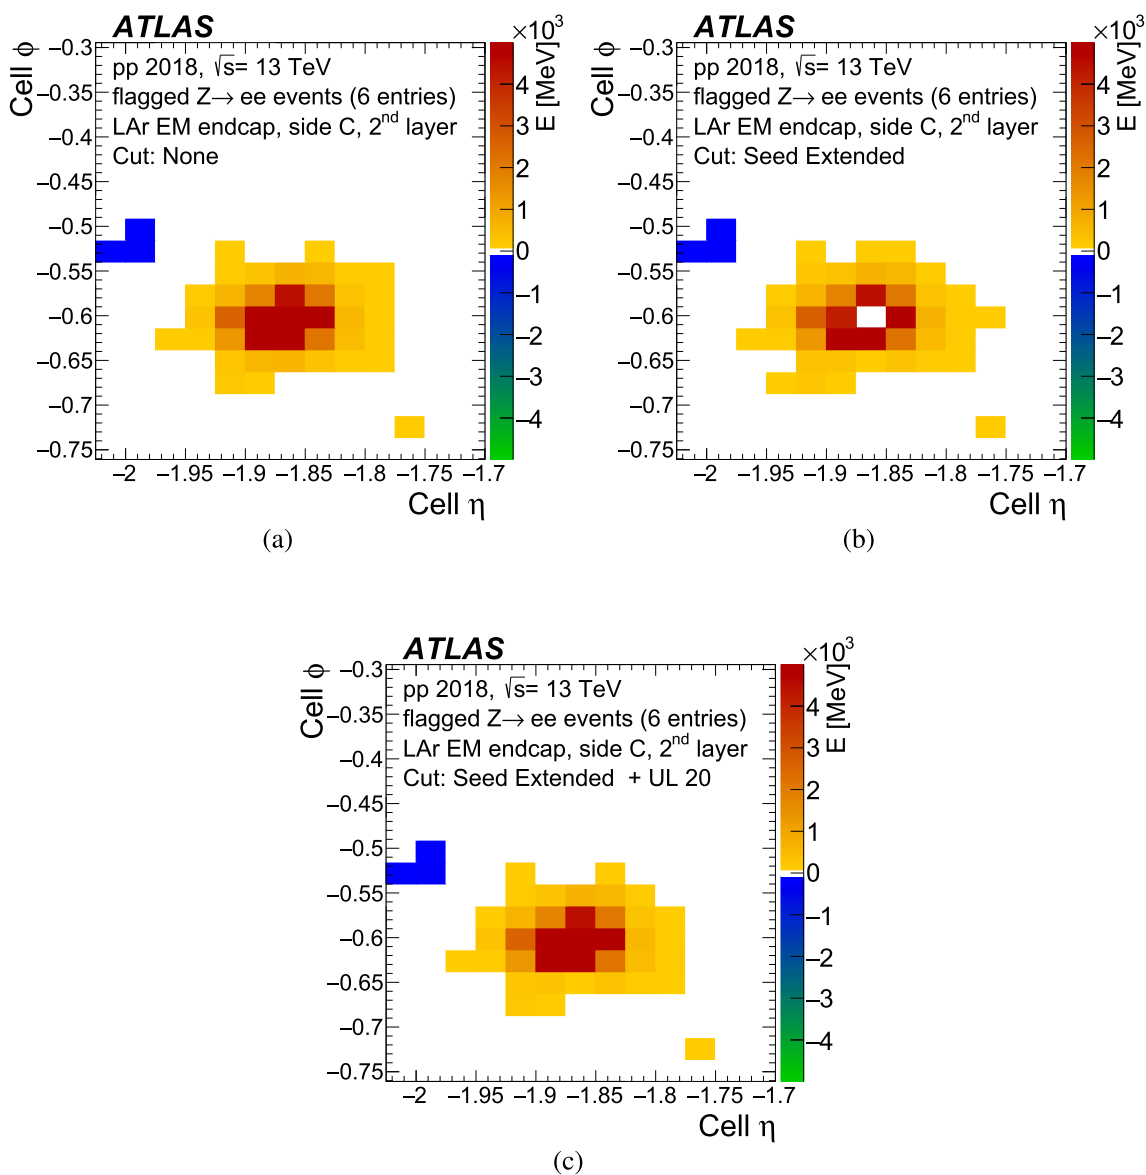 ATLAS
×10³
Cell ϕ
E [MeV]
pp 2018, √s= 13 TeV
flagged Z→ ee events (6 entries)
LAr EM endcap, side C, 2nd layer
Cut: None
−0.3
−0.35
−0.4
−0.45
−0.5
−0.55
−0.6
−0.65
−0.7
−0.75
4
3
2
1
0
−1
−2
−3
−4
−2 −1.95 −1.9 −1.85 −1.8 −1.75 −1.7
Cell η
(a)
ATLAS
×10³
Cell ϕ
E [MeV]
pp 2018, √s= 13 TeV
flagged Z→ ee events (6 entries)
LAr EM endcap, side C, 2nd layer
Cut: Seed Extended
−0.3
−0.35
−0.4
−0.45
−0.5
−0.55
−0.6
−0.65
−0.7
−0.75
4
3
2
1
0
−1
−2
−3
−4
−2 −1.95 −1.9 −1.85 −1.8 −1.75 −1.7
Cell η
(b)
ATLAS
×10³
Cell ϕ
E [MeV]
pp 2018, √s= 13 TeV
flagged Z→ ee events (6 entries)
LAr EM endcap, side C, 2nd layer
Cut: Seed Extended + UL 20
−0.3
−0.35
−0.4
−0.45
−0.5
−0.55
−0.6
−0.65
−0.7
−0.75
4
3
2
1
0
−1
−2
−3
−4
−2 −1.95 −1.9 −1.85 −1.8 −1.75 −1.7
Cell η
(c)